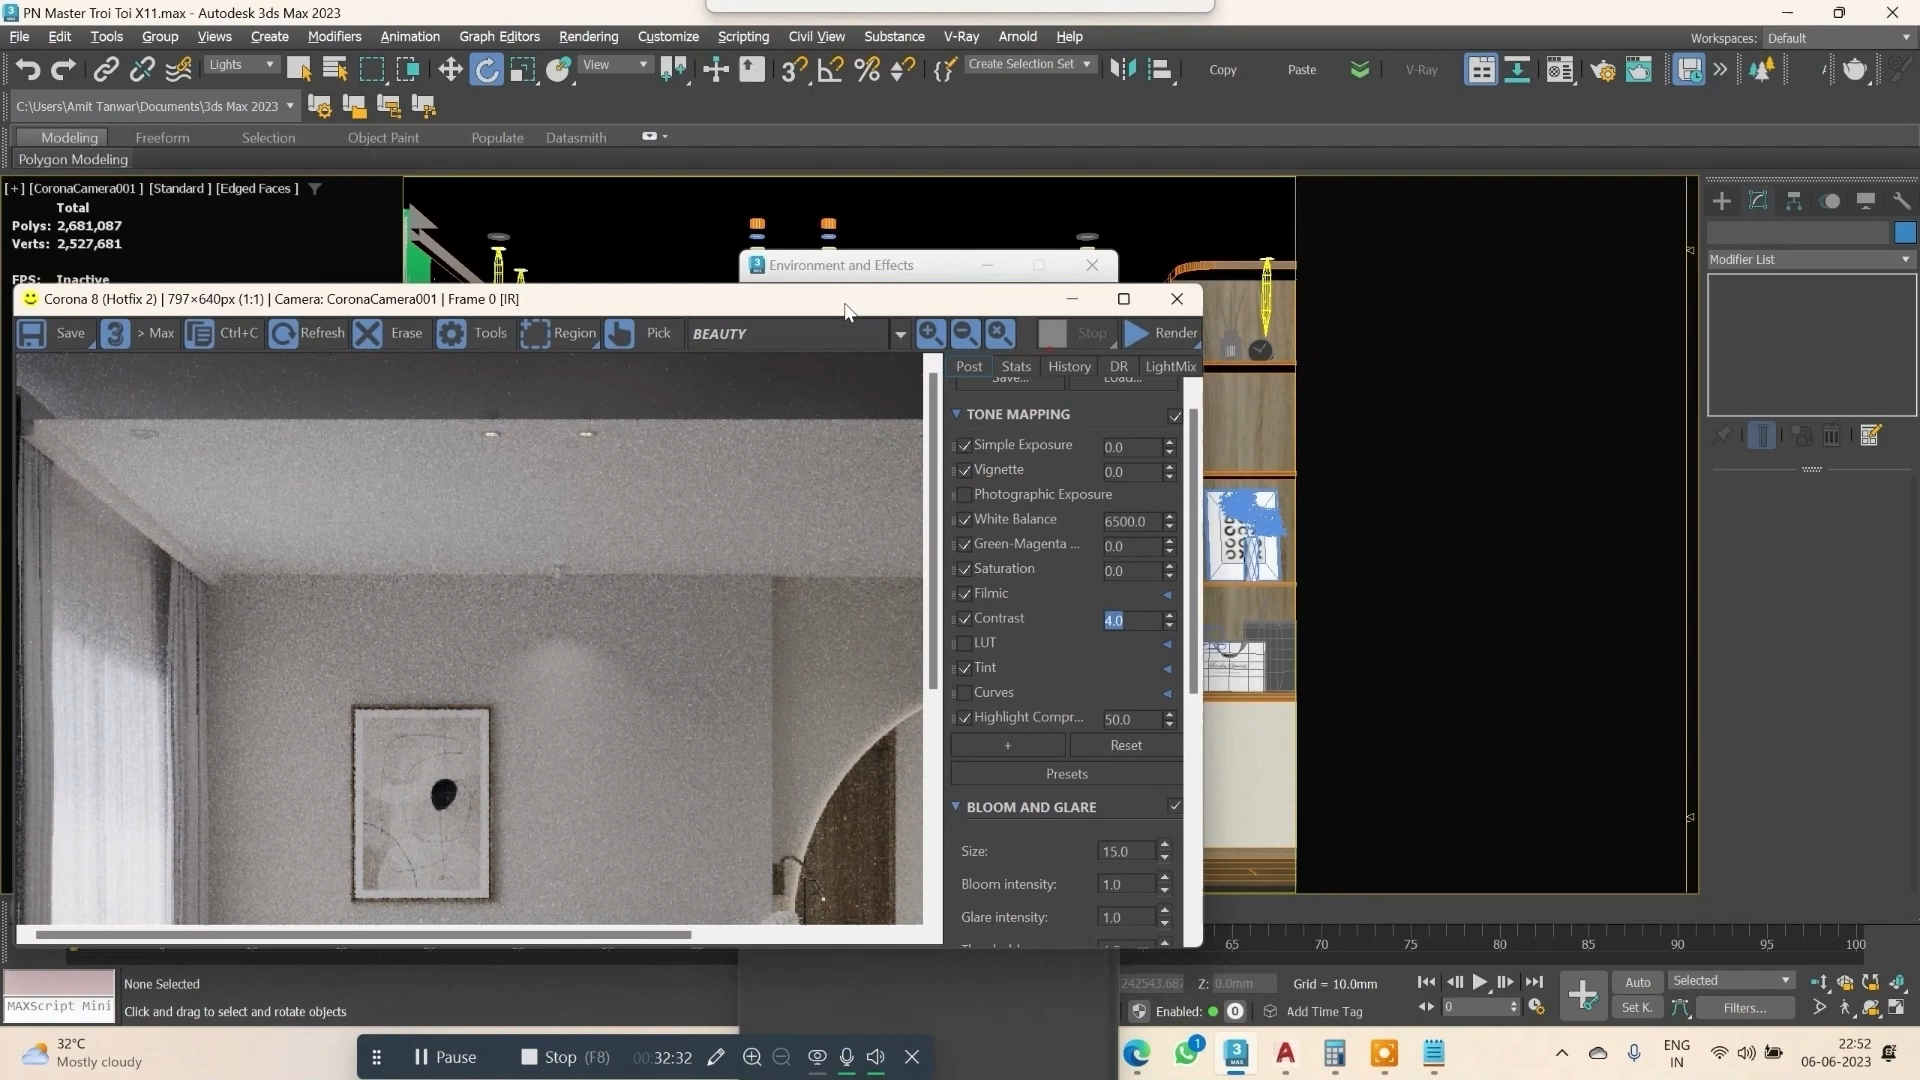 PN Master Troi Toi X11.max - Autodesk 3ds Max 2023
File Edit Tools Group Views Create Modifiers Animation Graph Editors Rendering Customize Scripting Civil View Substance V-Ray Arnold Help
Workspaces: Default
Lights View Create Selection Set Copy Paste V-Ray
C:\Users\Amit Tanwar\Documents\3ds Max 2023
Modeling Freeform Selection Object Paint Populate Datasmith
Polygon Modeling
[+] [CoronaCamera001 ] [Standard ] [Edged Faces ]
Total
Polys: 2,681,087
Verts: 2,527,681
FPS: Inactive
Environment and Effects
Modifier List
Corona 8 (Hotfix 2) | 797×640px (1:1) | Camera: CoronaCamera001 | Frame 0 [IR]
Save 3 > Max Ctrl+C Refresh Erase Tools Region Pick BEAUTY Stop Render
Post Stats History DR LightMix
Save... Load...
TONE MAPPING
Simple Exposure 0.0
Vignette 0.0
Photographic Exposure
White Balance 6500.0
Green-Magenta ... 0.0
Saturation 0.0
Filmic
Contrast 4.0
LUT
Tint
Curves
Highlight Compr... 50.0
+ Reset
Presets
BLOOM AND GLARE
Size: 15.0
Bloom intensity: 1.0
Glare intensity: 1.0
65 70 75 80 85 90 95 100
None Selected
242543.687 Z: 0.0mm Grid = 10.0mm
Auto Selected
MAXScript Mini
Click and drag to select and rotate objects
Enabled: 0 Add Time Tag
0
Set K. Filters...
32°C
Mostly cloudy
Pause Stop (F8) 00:32:32
1
ENG
IN
22:52
06-06-2023